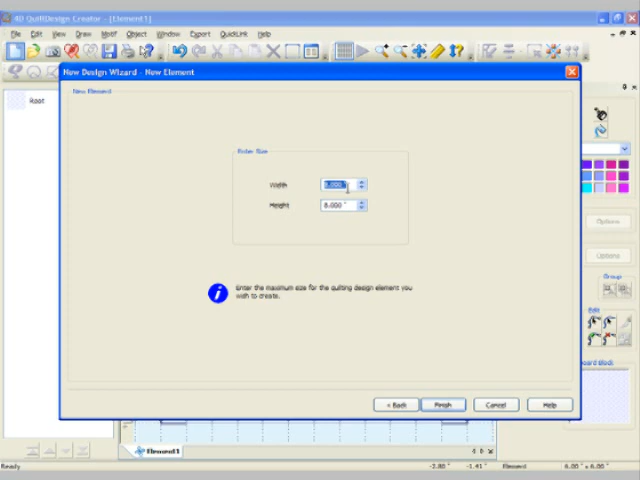 4D QuiltDesign Creator - [Element1]
File Edit View Draw Motif Object Window Export QuickLink Help
New Design Wizard - New Element
New Element
Root
Enter Size
Width
Height 8.000 "
Options
Options
Enter the maximum size for the quilting design element you
wish to create.
Group
Edit
< Back Finish Cancel Help
Element1
Ready -2.80 " -1.41 " Element 6.00 " x 6.00 "